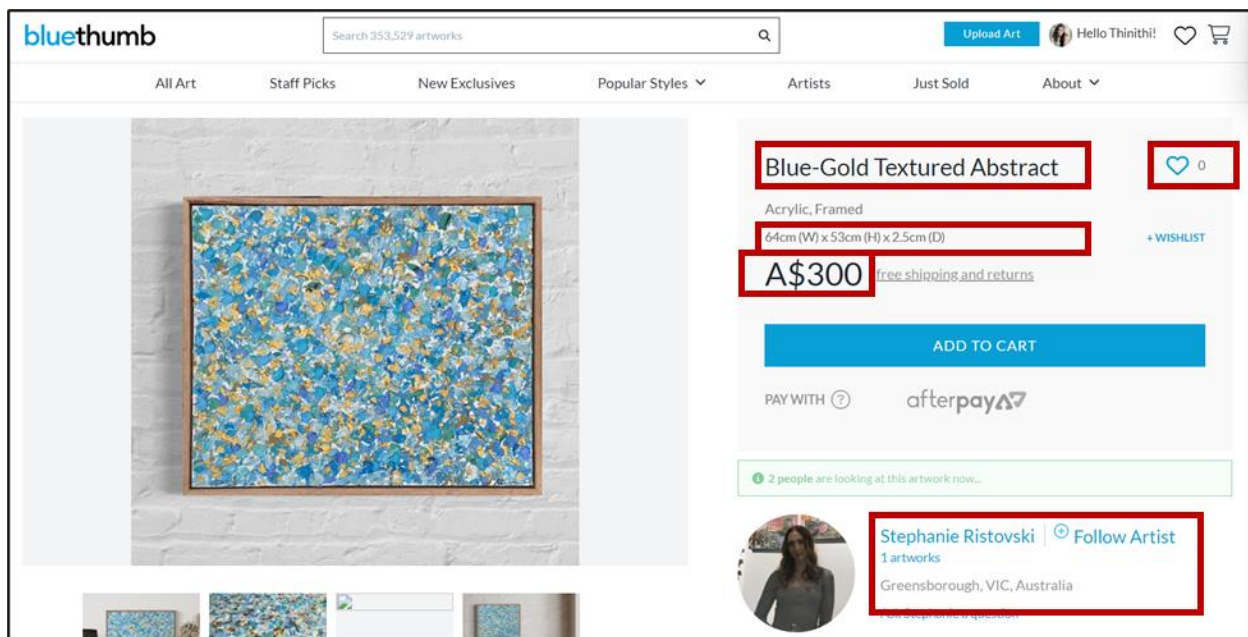 bluethumb
Search 353,529 artworks
Upload Art
Hello Thinithi!
All Art Staff Picks New Exclusives Popular Styles Artists Just Sold About
Blue-Gold Textured Abstract
0
Acrylic, Framed
64cm (W) x 53cm (H) x 2.5cm (D)
+ WISHLIST
A$300 free shipping and returns
ADD TO CART
PAY WITH ? afterpay
2 people are looking at this artwork now...
Stephanie Ristovski Follow Artist
1 artworks
Greensborough, VIC, Australia
Stephanie a question